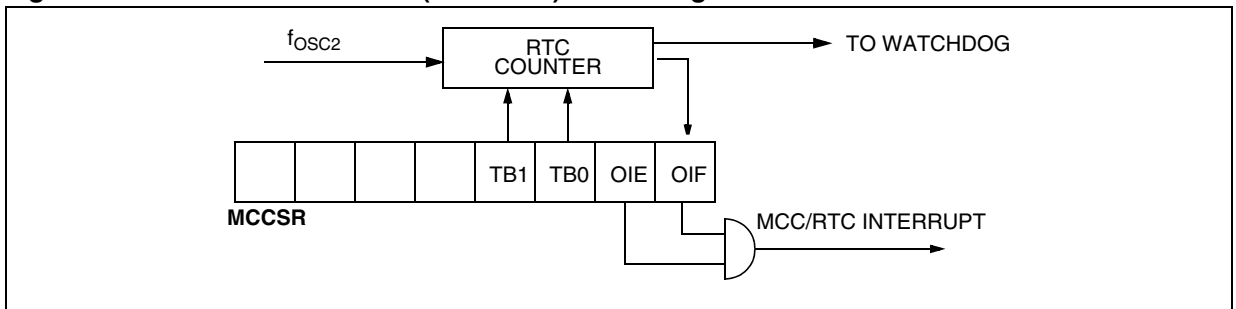 fOSC2
RTC
COUNTER
TO WATCHDOG
TB1 TB0 OIE OIF
MCCSR
MCC/RTC INTERRUPT